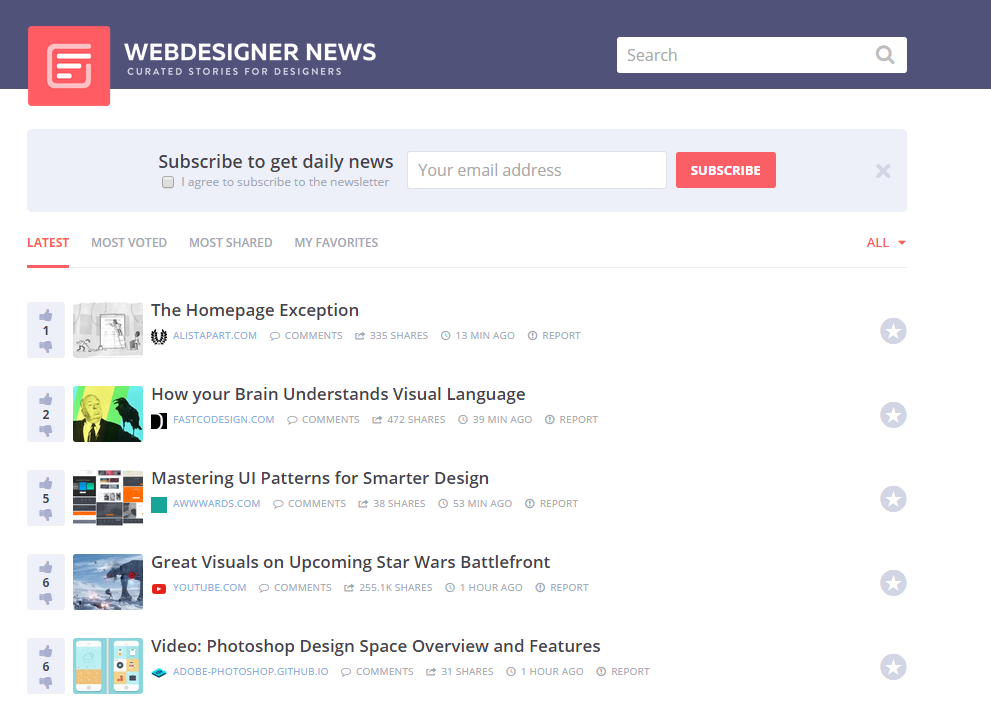 WEBDESIGNER NEWS
CURATED STORIES FOR DESIGNERS
Search
Subscribe to get daily news
I agree to subscribe to the newsletter
Your email address
SUBSCRIBE
LATEST MOST VOTED MOST SHARED MY FAVORITES ALL
1
The Homepage Exception
ALISTAPART.COM COMMENTS 335 SHARES 13 MIN AGO REPORT
2
How your Brain Understands Visual Language
FASTCODESIGN.COM COMMENTS 472 SHARES 39 MIN AGO REPORT
5
Mastering UI Patterns for Smarter Design
AWWWARDS.COM COMMENTS 38 SHARES 53 MIN AGO REPORT
6
Great Visuals on Upcoming Star Wars Battlefront
YOUTUBE.COM COMMENTS 255.1K SHARES 1 HOUR AGO REPORT
6
Video: Photoshop Design Space Overview and Features
ADOBE-PHOTOSHOP.GITHUB.IO COMMENTS 31 SHARES 1 HOUR AGO REPORT